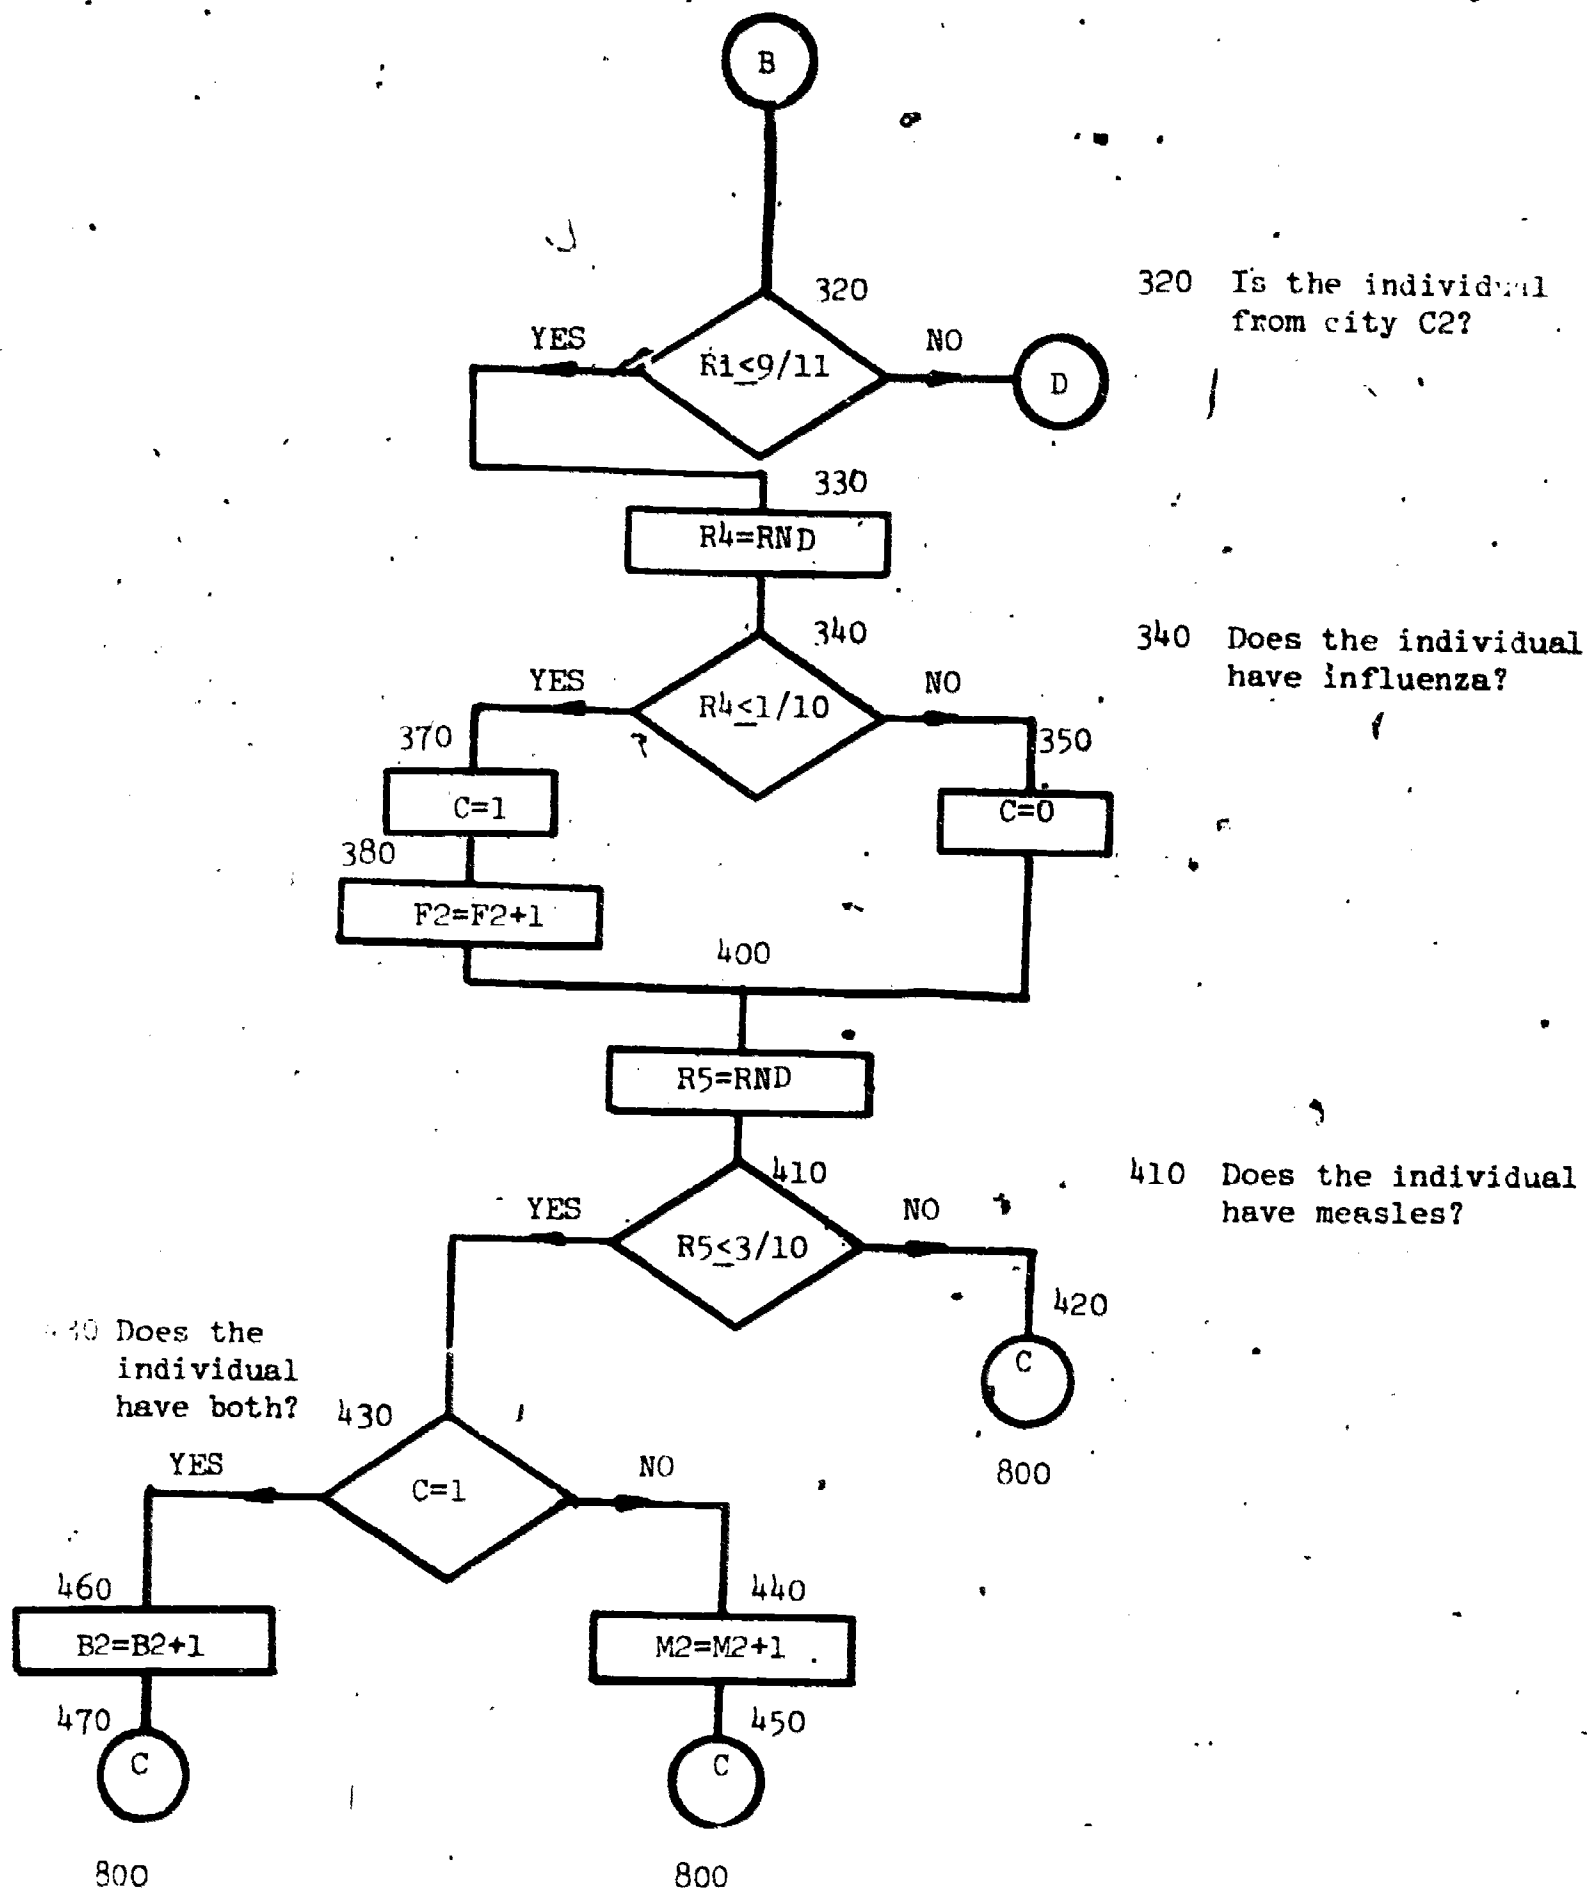 B
320
320 Is the individual
from city C2?
YES
R1≤9/11
NO
D
330
R4=RND
340
340 Does the individual
have influenza?
YES
R4≤1/10
NO
370
350
C=1
C=0
380
F2=F2+1
400
R5=RND
410
410 Does the individual
have measles?
YES
R5≤3/10
NO
420
C
800
Does the
individual
have both?
430
YES
C=1
NO
460
440
B2=B2+1
M2=M2+1
470
450
C
C
800
800